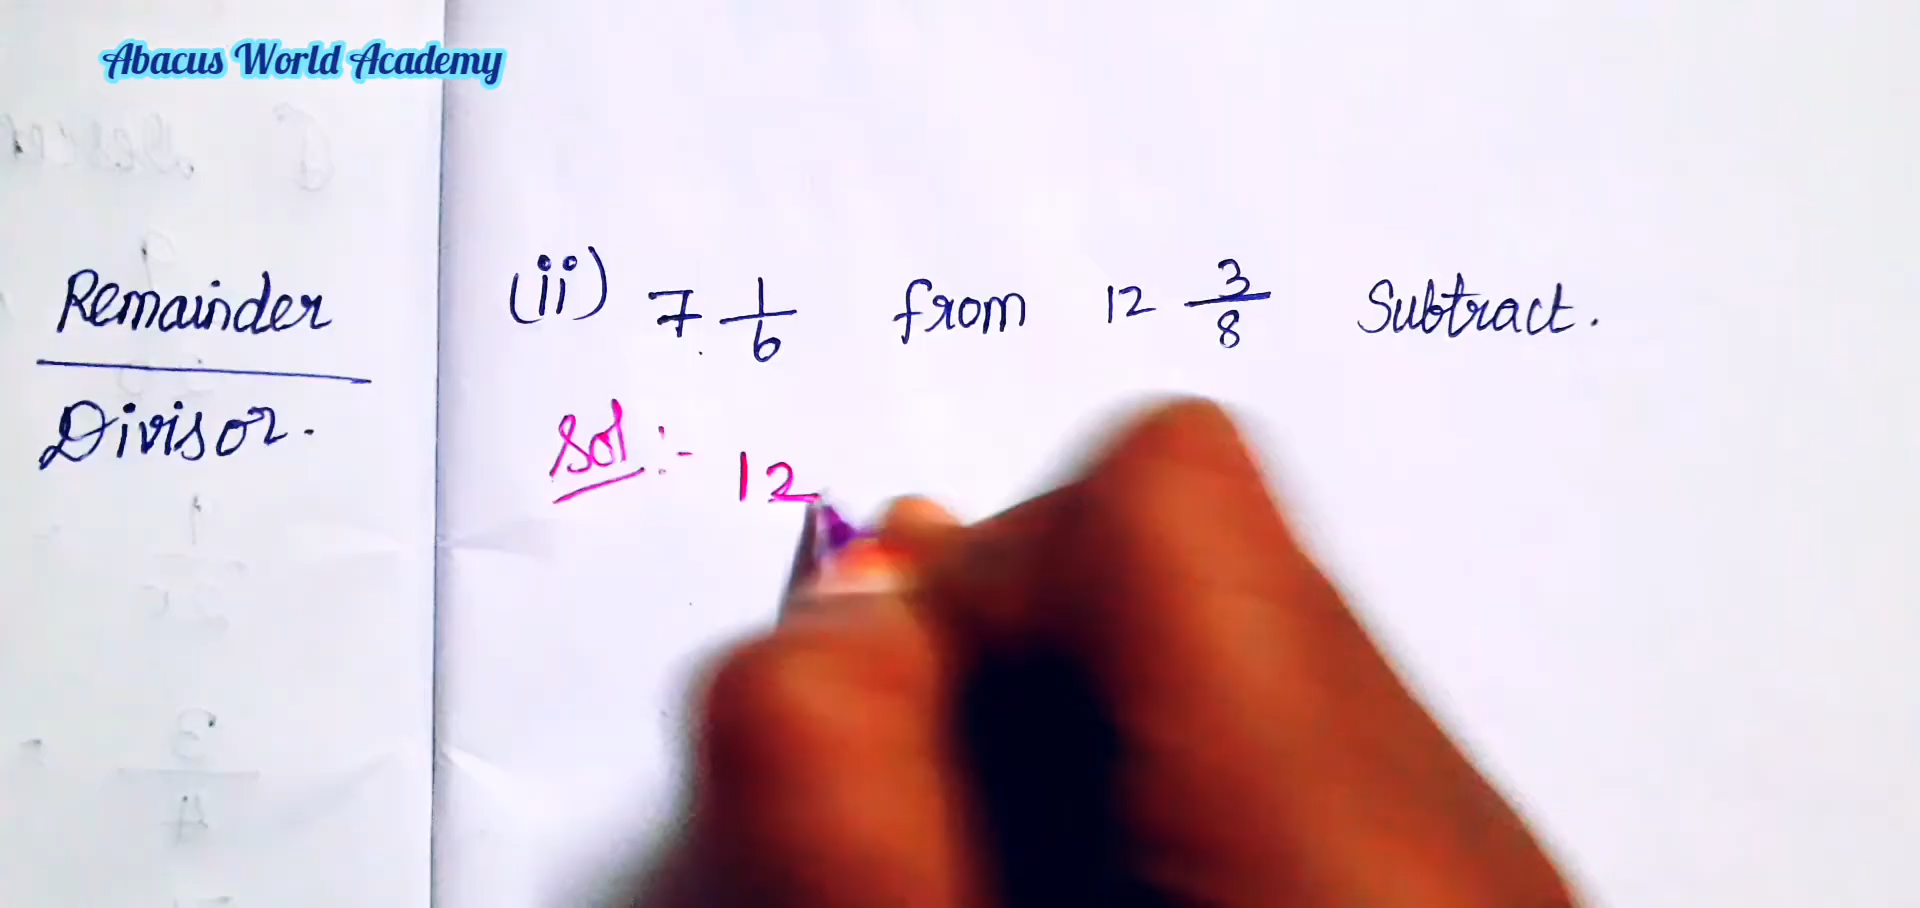 Abacus World Academy
Remainder
Divisor.
(ii) 7 1/6 from 12 3/8 Subtract.
Sol :- 12